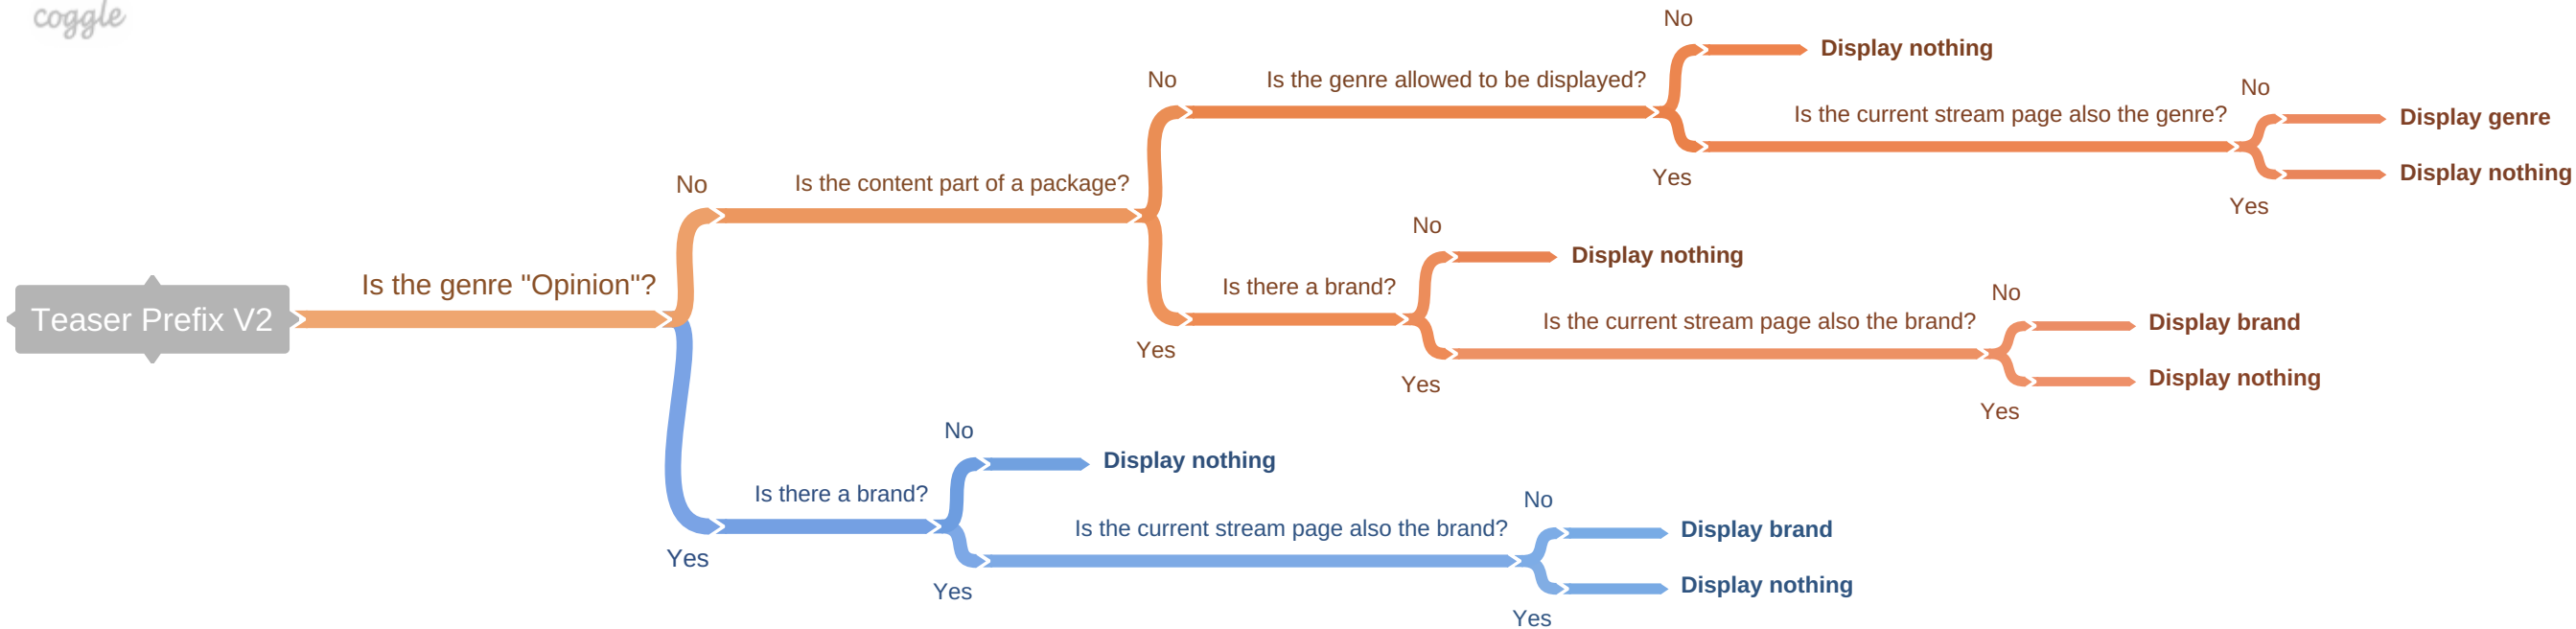 coggle
Teaser Prefix V2
Is the genre "Opinion"?
No
Is the content part of a package?
No
Is the genre allowed to be displayed?
No
Display nothing
Yes
Is the current stream page also the genre?
No
Display genre
Yes
Display nothing
Yes
Is there a brand?
No
Display nothing
Yes
Is the current stream page also the brand?
No
Display brand
Yes
Display nothing
Yes
Is there a brand?
No
Display nothing
Yes
Is the current stream page also the brand?
No
Display brand
Yes
Display nothing